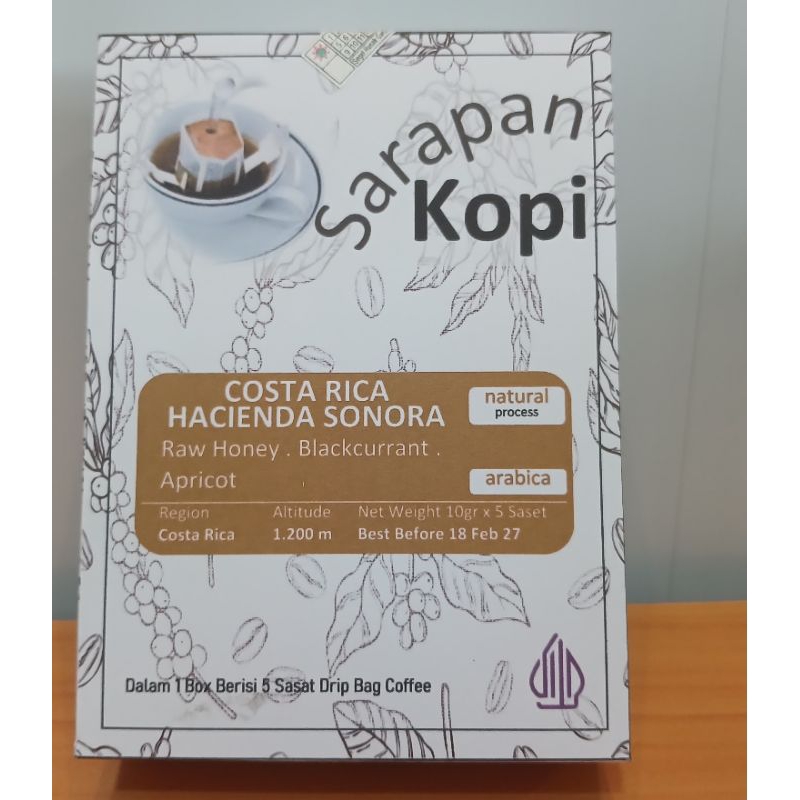 Sarapan
Kopi
COSTA RICA
HACIENDA SONORA
natural
process
Raw Honey . Blackcurrant .
Apricot
arabica
Region Altitude Net Weight 10gr x 5 Saset
Costa Rica 1.200 m Best Before 18 Feb 27
Dalam 1 Box Berisi 5 Sasat Drip Bag Coffee